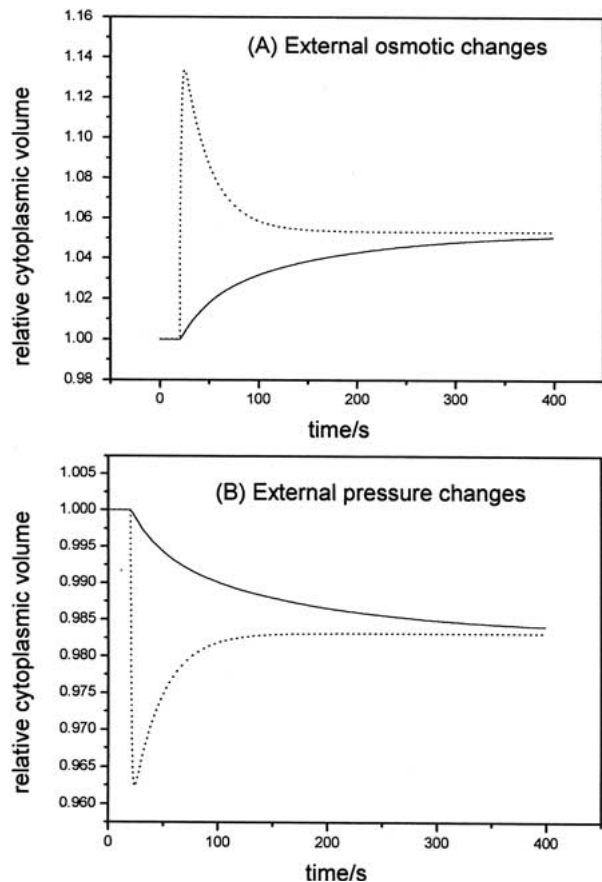 (A) External osmotic changes
relative cytoplasmic volume
1.16
1.14
1.12
1.10
1.08
1.06
1.04
1.02
1.00
0.98
0 100 200 300 400
time/s
(B) External pressure changes
relative cytoplasmic volume
1.005
1.000
0.995
0.990
0.985
0.980
0.975
0.970
0.965
0.960
0 100 200 300 400
time/s